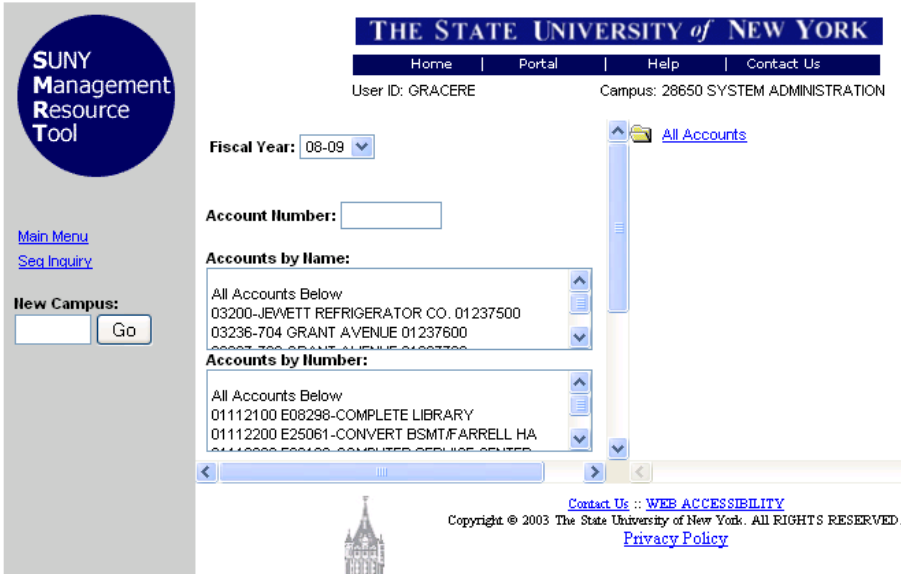 SUNY
Management
Resource
Tool
THE STATE UNIVERSITY of NEW YORK
Home | Portal | Help | Contact Us
User ID: GRACERE Campus: 28650 SYSTEM ADMINISTRATION
Main Menu
Seq Inquiry
New Campus:
Go
Fiscal Year: 08-09
Account Number:
Accounts by Name:
All Accounts Below
03200-JEWETT REFRIGERATOR CO. 01237500
03236-704 GRANT AVENUE 01237600
Accounts by Number:
All Accounts Below
01112100 E08298-COMPLETE LIBRARY
01112200 E25061-CONVERT BSMT/FARRELL HA
All Accounts
Contact Us :: WEB ACCESSIBILITY
Copyright © 2003 The State University of New York. All RIGHTS RESERVED.
Privacy Policy